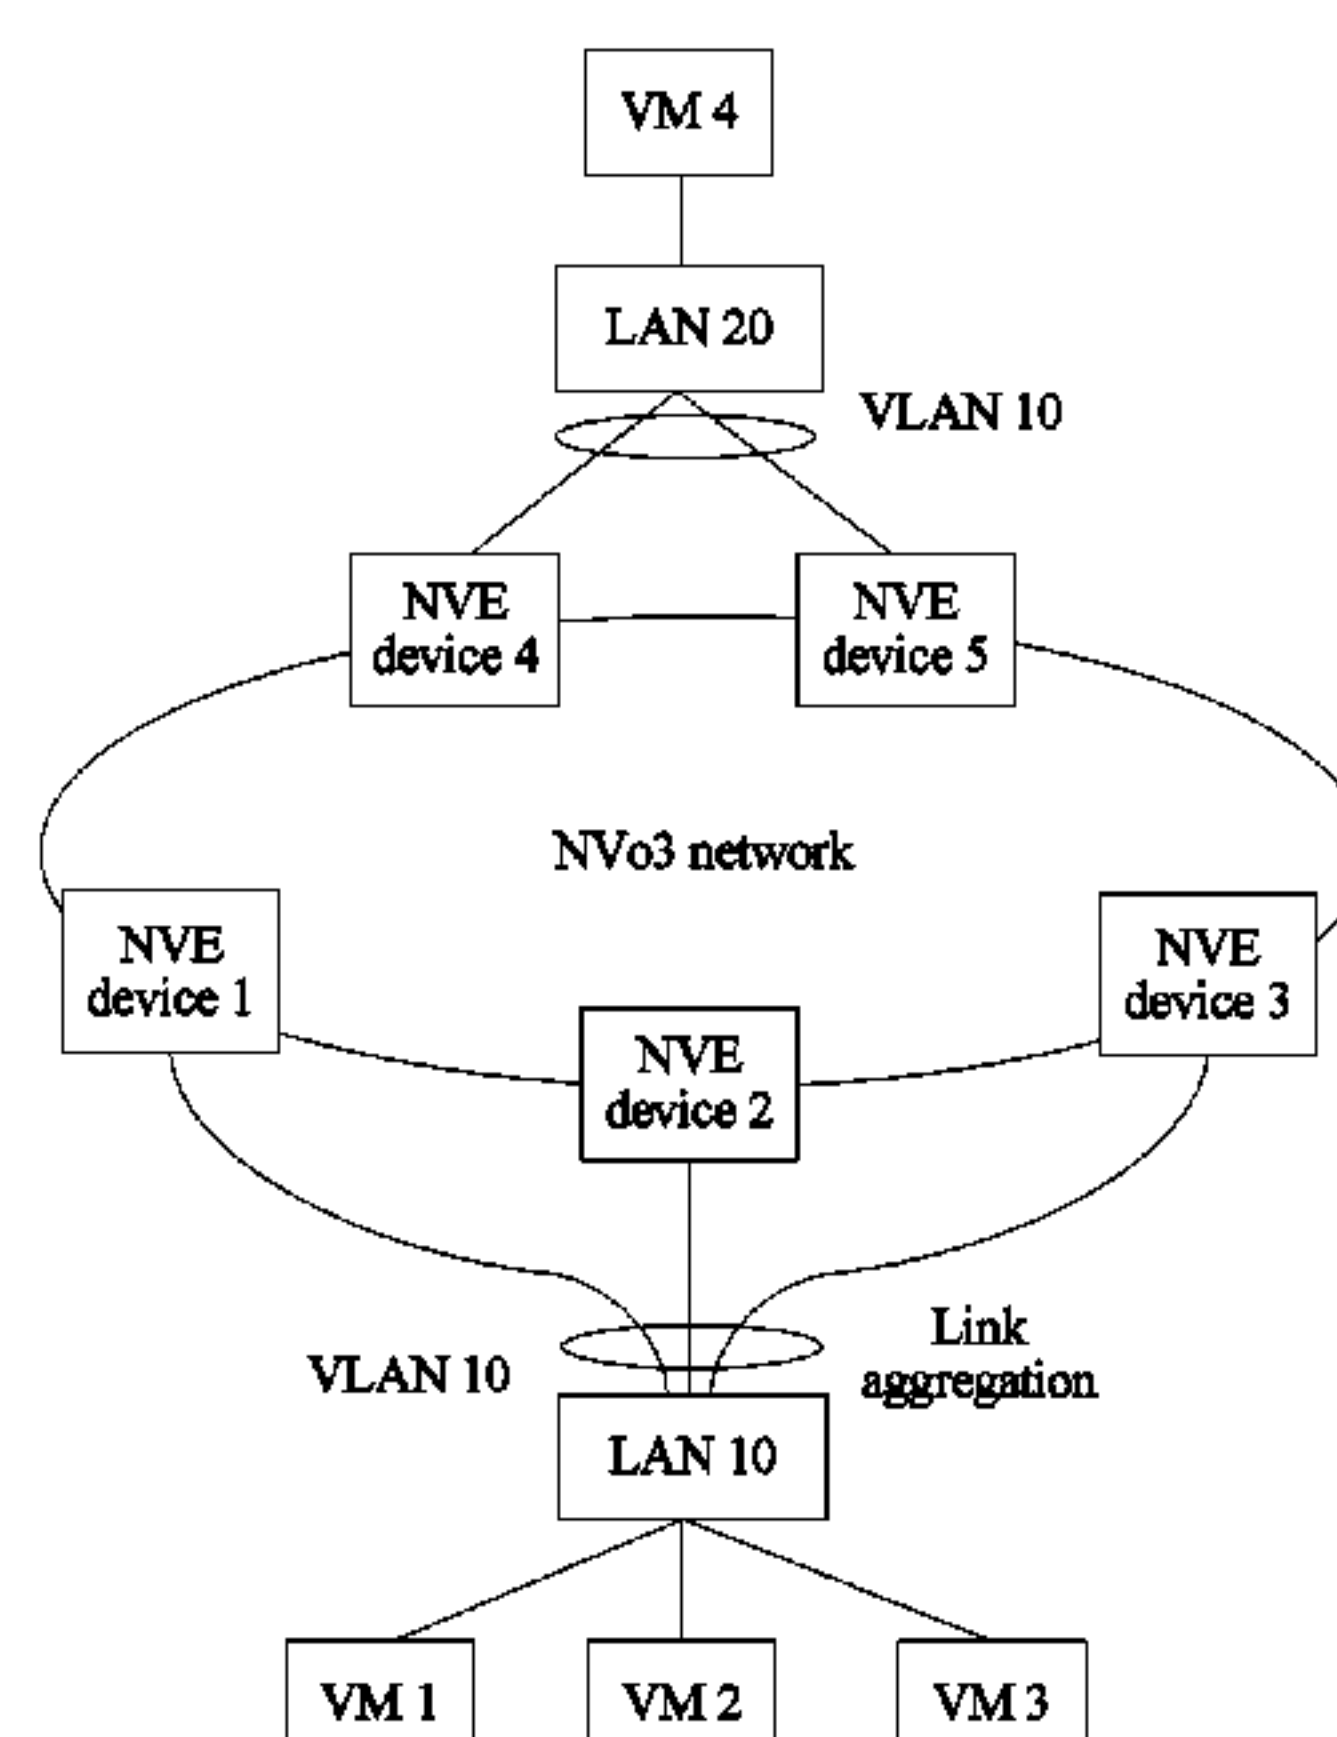 VM 4
LAN 20
VLAN 10
NVE
device 4
NVE
device 5
NVo3 network
NVE
device 1
NVE
device 3
NVE
device 2
Link
aggregation
VLAN 10
LAN 10
VM 1
VM 2
VM 3